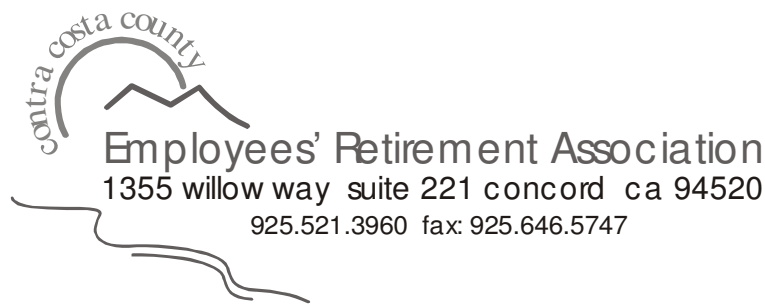 contra costa county
Employees' Retirement Association
1355 willow way suite 221 concord ca 94520
925.521.3960 fax: 925.646.5747